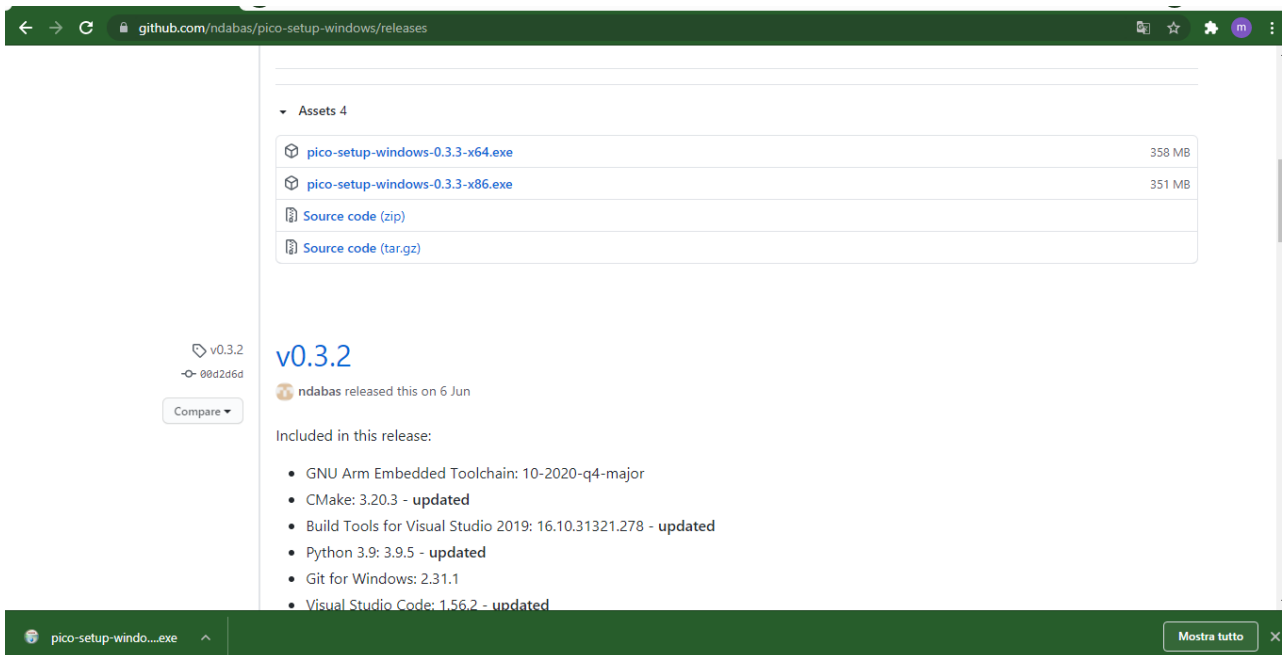 github.com/ndabas/pico-setup-windows/releases
m
Assets 4
pico-setup-windows-0.3.3-x64.exe 358 MB
pico-setup-windows-0.3.3-x86.exe 351 MB
Source code (zip)
Source code (tar.gz)
v0.3.2
00d2d6d
Compare
v0.3.2
ndabas released this on 6 Jun
Included in this release:
GNU Arm Embedded Toolchain: 10-2020-q4-major
CMake: 3.20.3 - updated
Build Tools for Visual Studio 2019: 16.10.31321.278 - updated
Python 3.9: 3.9.5 - updated
Git for Windows: 2.31.1
Visual Studio Code: 1.56.2 - updated
pico-setup-windo....exe
Mostra tutto